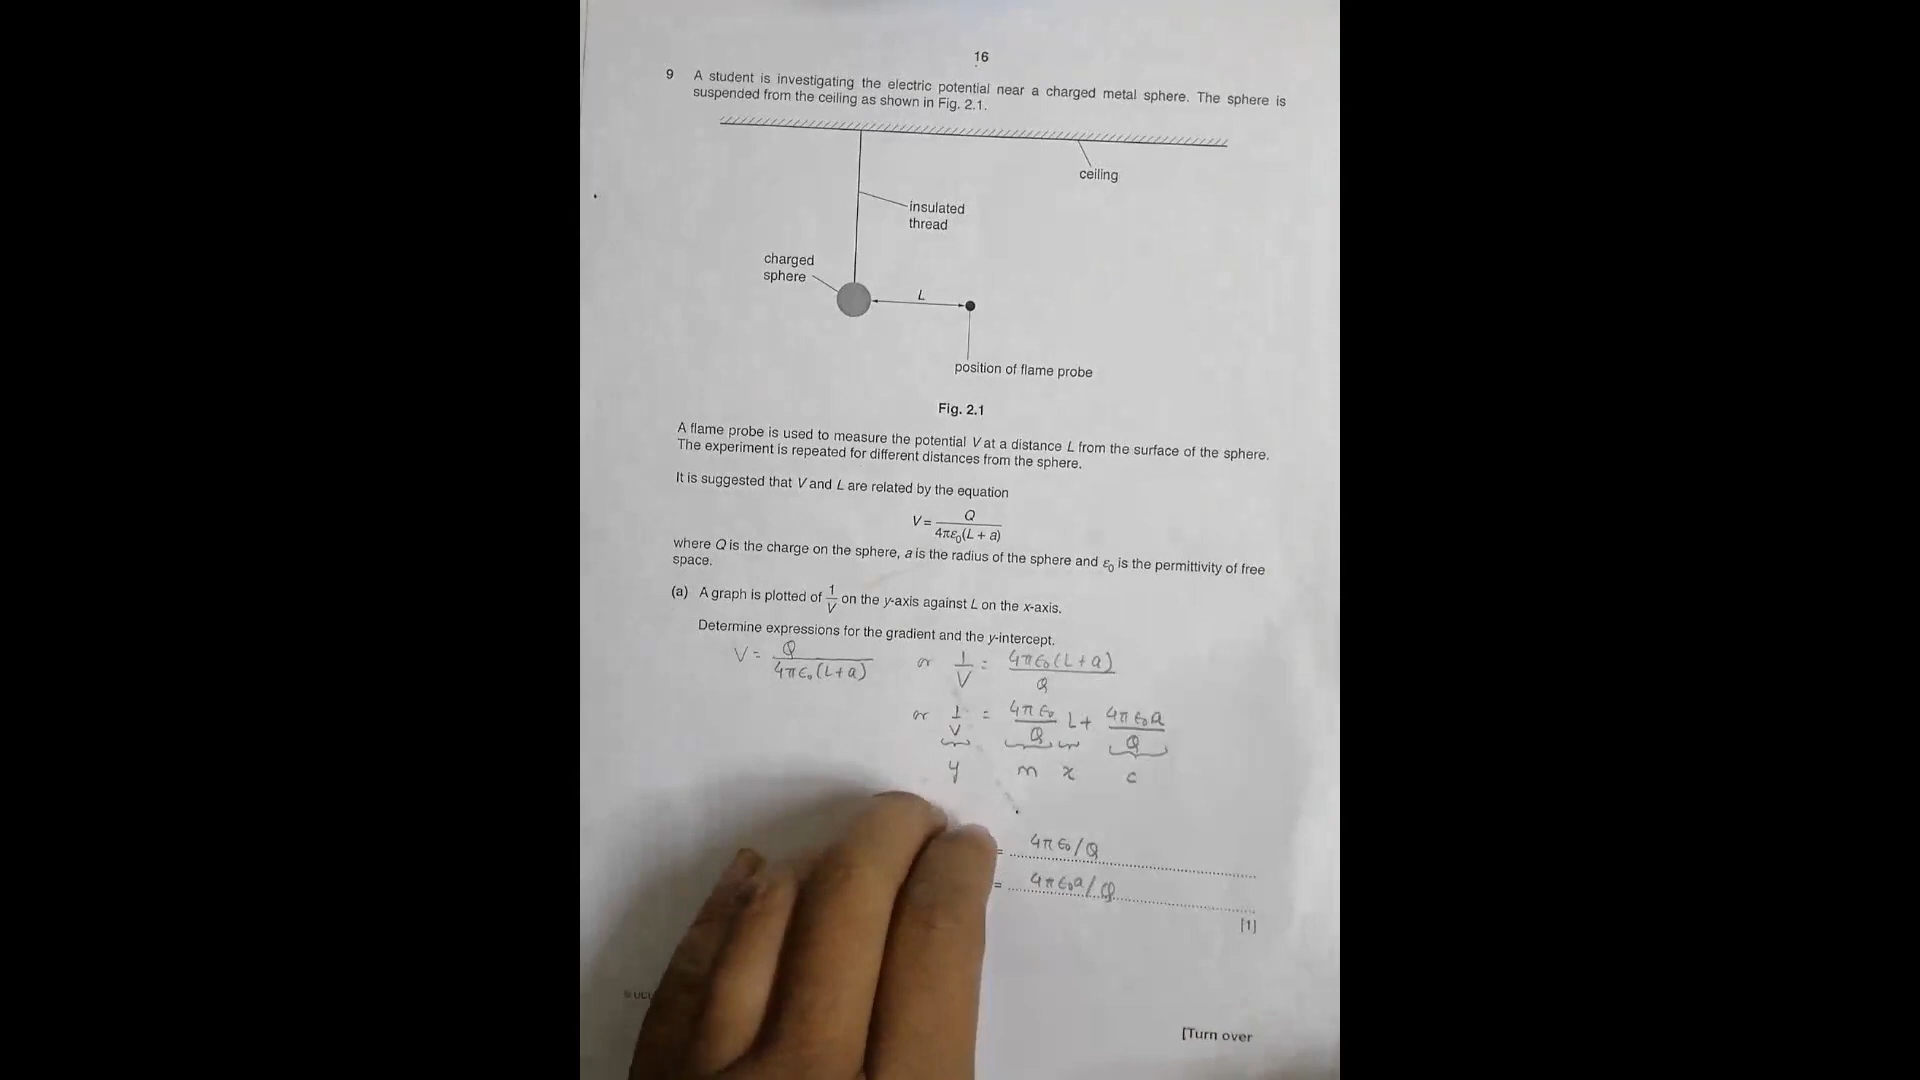 16
9 A student is investigating the electric potential near a charged metal sphere. The sphere is
suspended from the ceiling as shown in Fig. 2.1.
ceiling
insulated
thread
charged
sphere
L
position of flame probe
Fig. 2.1
A flame probe is used to measure the potential V at a distance L from the surface of the sphere.
The experiment is repeated for different distances from the sphere.
It is suggested that V and L are related by the equation
V = Q / 4πε₀(L + a)
where Q is the charge on the sphere, a is the radius of the sphere and ε₀ is the permittivity of free
space.
(a) A graph is plotted of 1/V on the y-axis against L on the x-axis.
Determine expressions for the gradient and the y-intercept.
V = Q / 4πε₀(L+a) or 1/V = 4πε₀(L+a) / Q
or 1/V = 4πε₀/Q L + 4πε₀a/Q
y m x c
= 4πε₀/Q
= 4πε₀a/Q
[1]
[Turn over